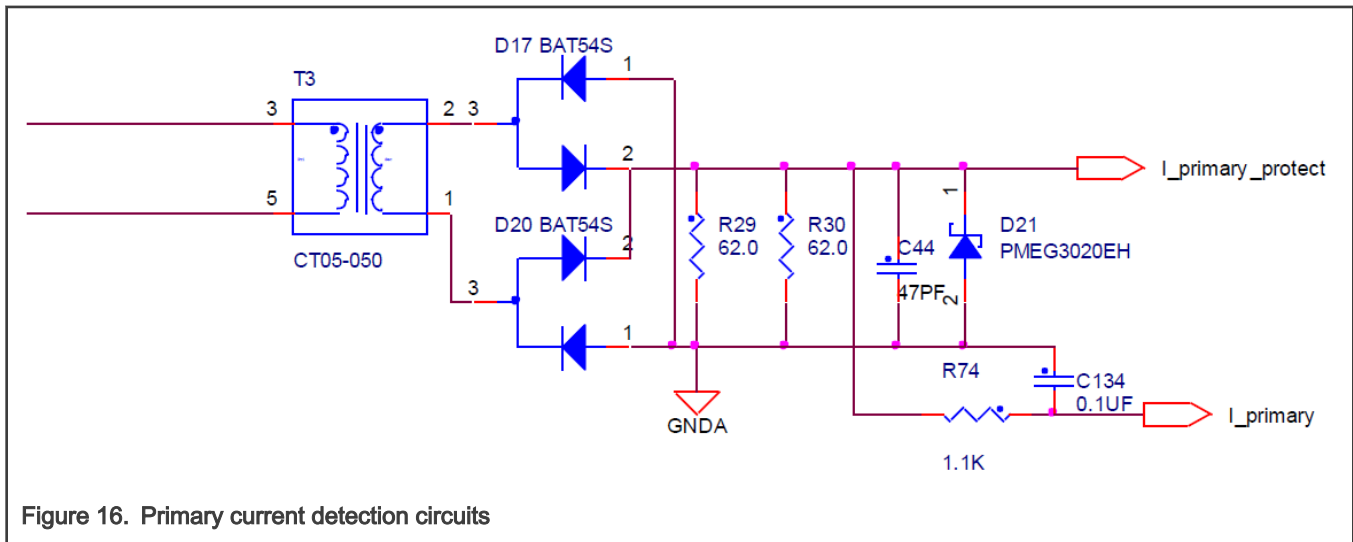 D17 BAT54S
1
T3
3
2
3
2
I_primary_protect
1
R29
62.0
R30
62.0
C44
47PF
D21
PMEG3020EH
2
5
1
D20 BAT54S
2
CT05-050
3
1
R74
C134
0.1UF
GNDA
I_primary
1.1K
Figure 16. Primary current detection circuits